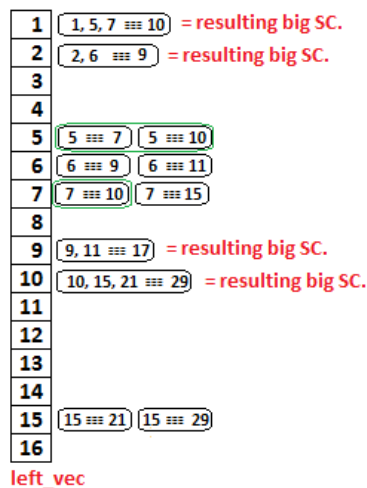 1 1, 5, 7 ≡≡≡ 10 = resulting big SC.
2 2, 6 ≡≡≡ 9 = resulting big SC.
3
4
5 5 ≡≡≡ 7 5 ≡≡≡ 10
6 6 ≡≡≡ 9 6 ≡≡≡ 11
7 7 ≡≡≡ 10 7 ≡≡≡ 15
8
9 9, 11 ≡≡≡ 17 = resulting big SC.
10 10, 15, 21 ≡≡≡ 29 = resulting big SC.
11
12
13
14
15 15 ≡≡≡ 21 15 ≡≡≡ 29
16
left_vec